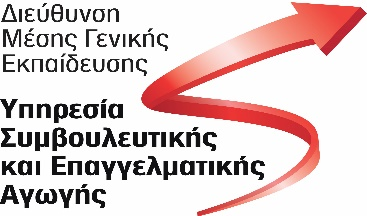 Διεύθυνση
Μέσης Γενικής
Εκπαίδευσης
Υπηρεσία
Συμβουλευτικής
και Επαγγελματικής
Αγωγής